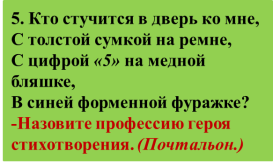 5. Кто стучится в дверь ко мне,
С толстой сумкой на ремне,
С цифрой «5» на медной
бляшке,
В синей форменной фуражке?
-Назовите профессию героя
стихотворения. (Почтальон.)